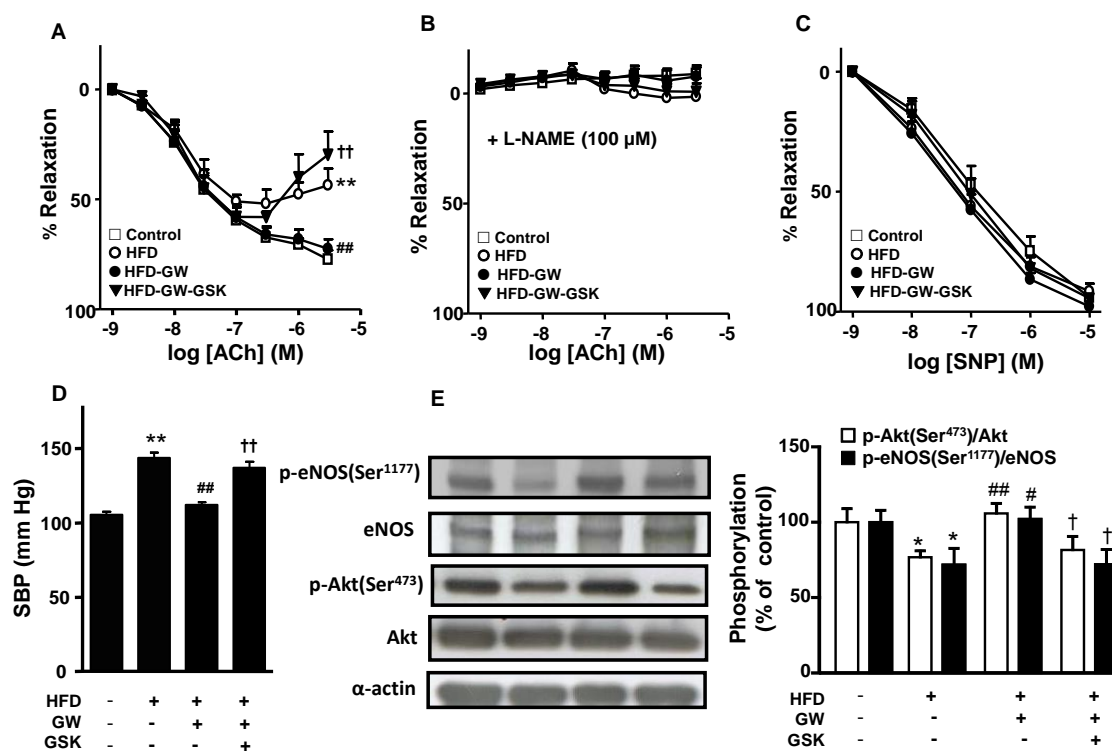 A
% Relaxation
0
50
100
††
**
##
Control
HFD
HFD-GW
HFD-GW-GSK
-9 -8 -7 -6 -5
log [ACh] (M)
B
% Relaxation
0
50
100
+ L-NAME (100 µM)
Control
HFD
HFD-GW
HFD-GW-GSK
-9 -8 -7 -6 -5
log [ACh] (M)
C
% Relaxation
0
50
100
Control
HFD
HFD-GW
HFD-GW-GSK
-9 -8 -7 -6 -5
log [SNP] (M)
D
SBP (mm Hg)
150
100
50
0
**
##
††
HFD - + + +
GW - - + +
GSK - - - +
E
p-eNOS(Ser1177)
eNOS
p-Akt(Ser473)
Akt
α-actin
p-Akt(Ser473)/Akt
p-eNOS(Ser1177)/eNOS
Phosphorylation
(% of control)
150
100
50
0
* *
## #
† †
HFD - + + +
GW - - + +
GSK - - - +